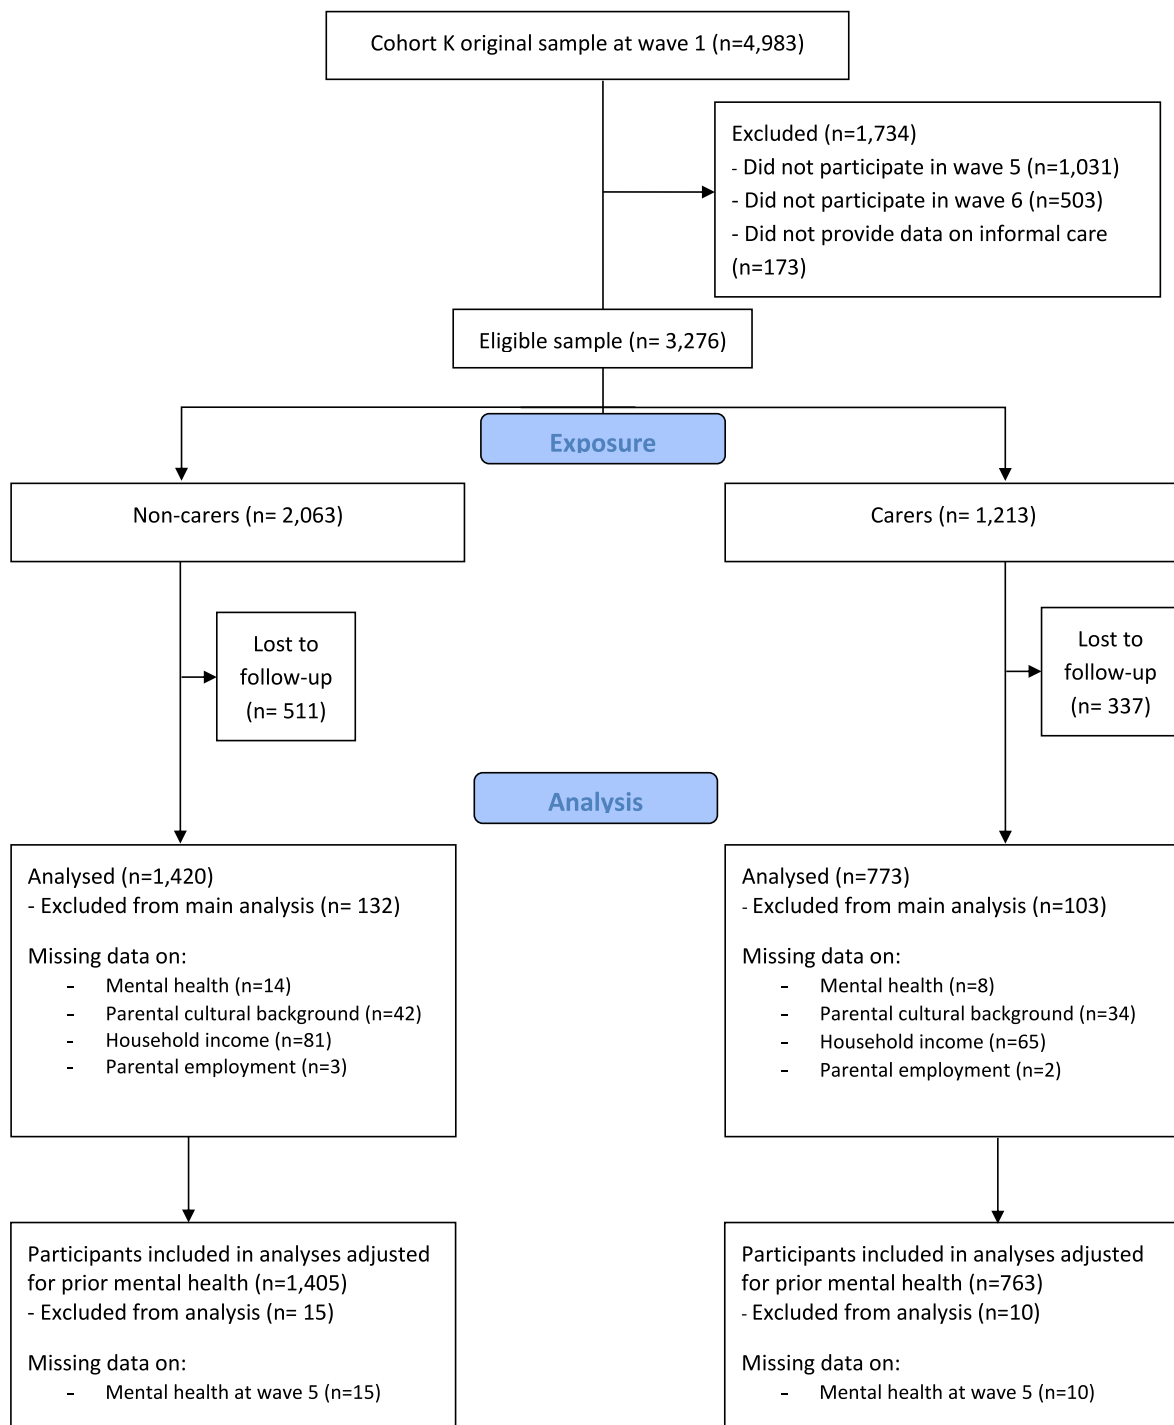 Cohort K original sample at wave 1 (n=4,983)
Excluded (n=1,734)
- Did not participate in wave 5 (n=1,031)
- Did not participate in wave 6 (n=503)
- Did not provide data on informal care
(n=173)
Eligible sample (n= 3,276)
Exposure
Non-carers (n= 2,063)
Carers (n= 1,213)
Lost to
follow-up
(n= 511)
Lost to
follow-up
(n= 337)
Analysis
Analysed (n=1,420)
- Excluded from main analysis (n= 132)
Missing data on:
- Mental health (n=14)
- Parental cultural background (n=42)
- Household income (n=81)
- Parental employment (n=3)
Analysed (n=773)
- Excluded from main analysis (n=103)
Missing data on:
- Mental health (n=8)
- Parental cultural background (n=34)
- Household income (n=65)
- Parental employment (n=2)
Participants included in analyses adjusted
for prior mental health (n=1,405)
- Excluded from analysis (n= 15)
Missing data on:
- Mental health at wave 5 (n=15)
Participants included in analyses adjusted
for prior mental health (n=763)
- Excluded from analysis (n=10)
Missing data on:
- Mental health at wave 5 (n=10)